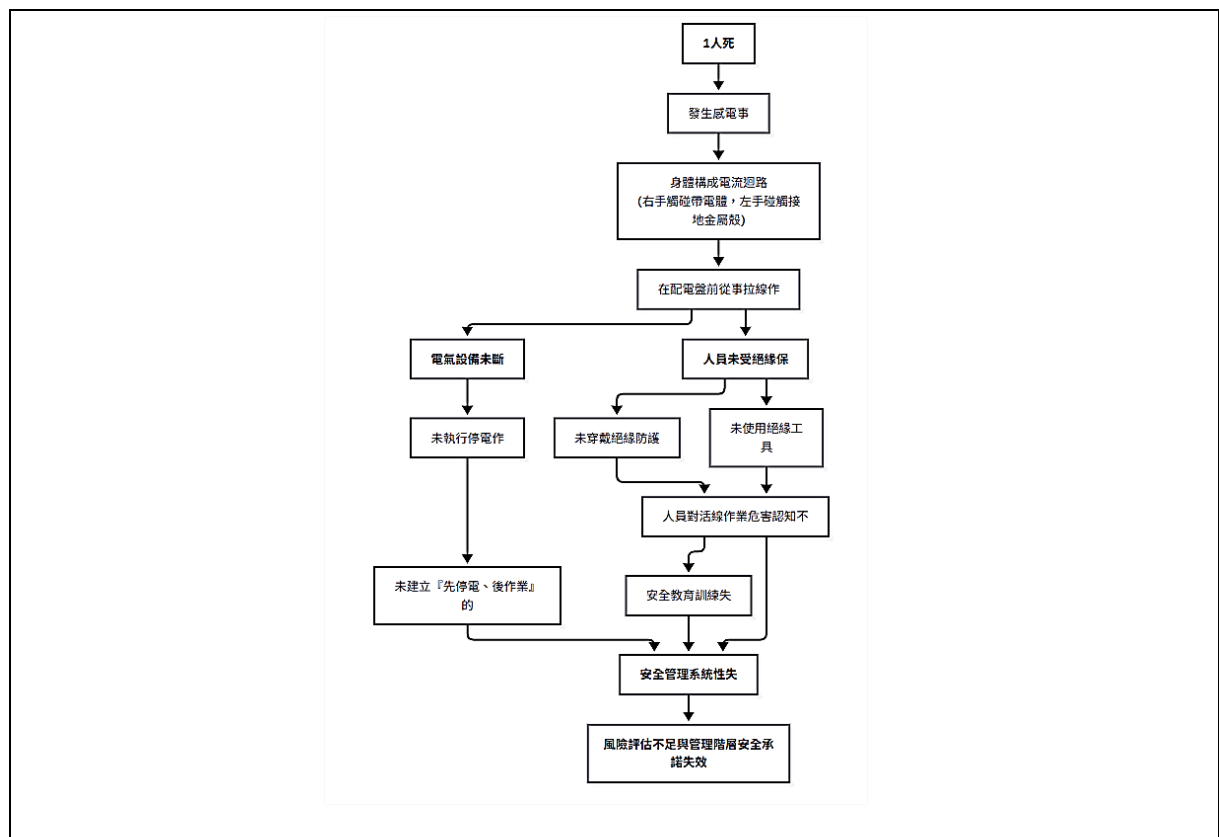 1人死
發生感電事
身體構成電流迴路
(右手觸碰帶電體，左手碰觸接
地金屬殼)
在配電盤前從事拉線作
電氣設備未斷
人員未受絕緣保
未執行停電作
未穿戴絕緣防護
未使用絕緣工
具
人員對活線作業危害認知不
未建立『先停電、後作業』
的
安全教育訓練失
安全管理系統性失
風險評估不足與管理階層安全承
諾失效